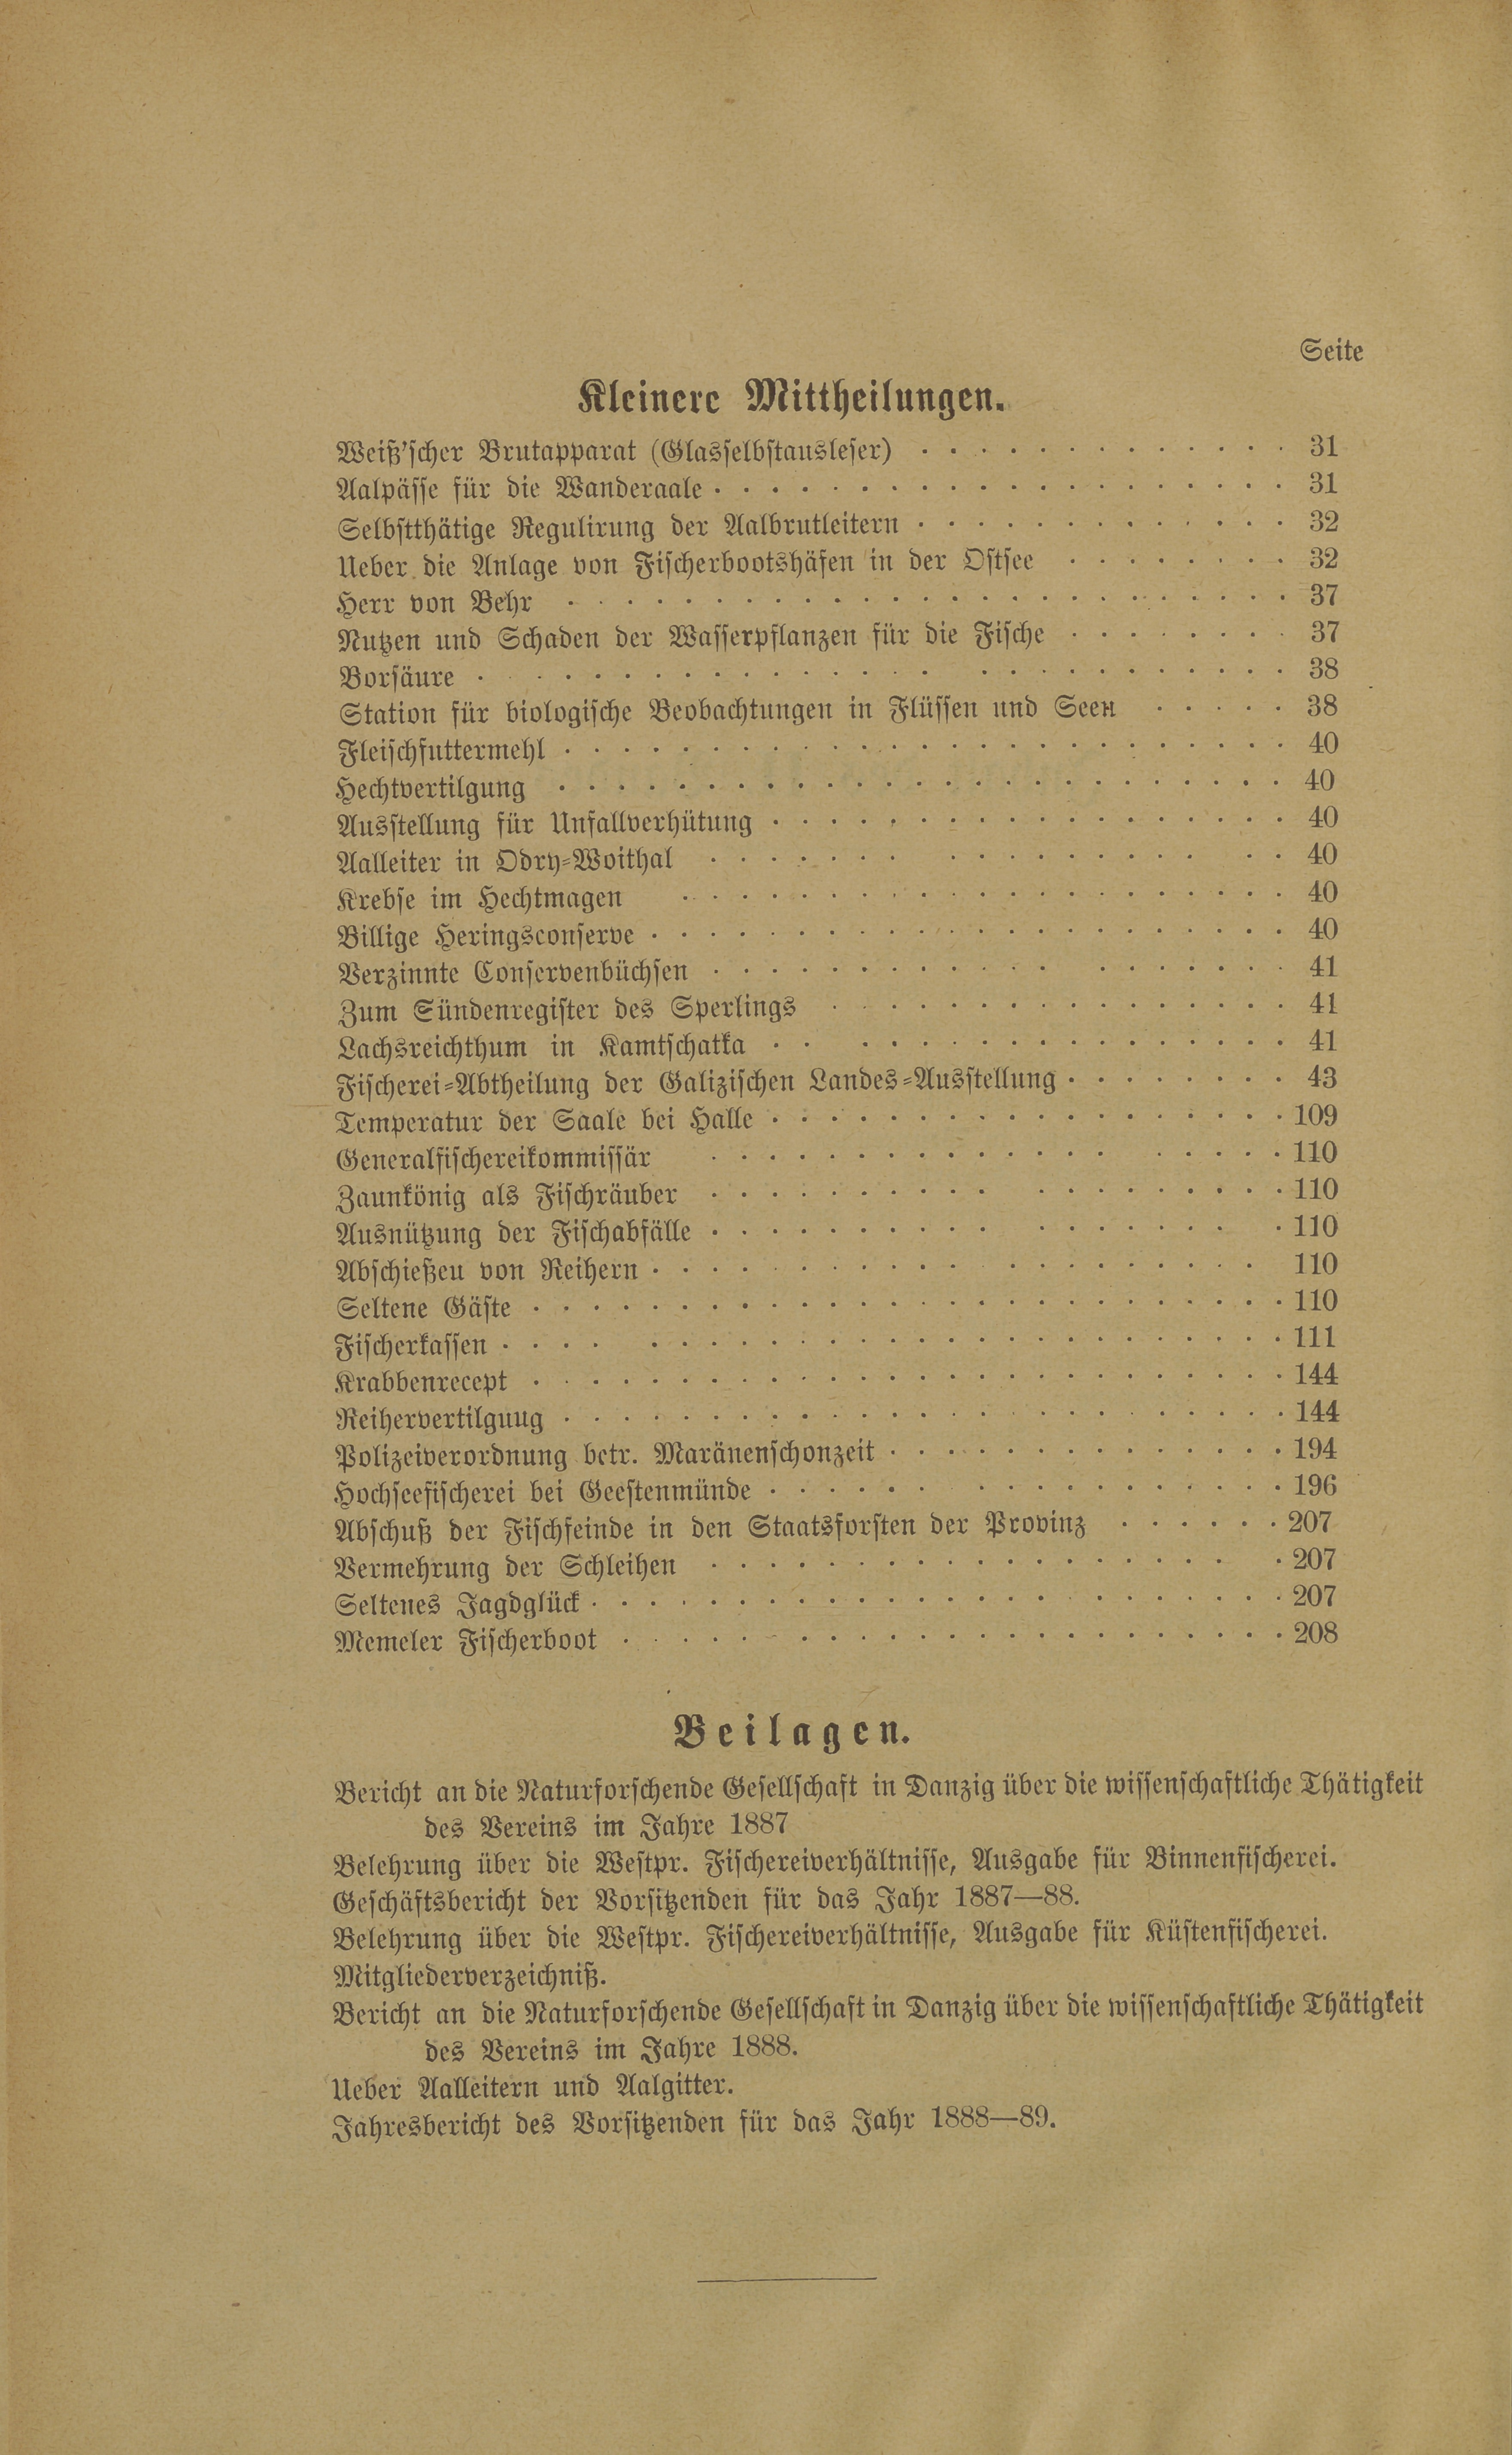 Seite
Kleinere Mittheilungen.
Weiß'scher Brutapparat (Glasselbstausleser) . . . . . . . . . . . . . 31
Aalpässe für die Wanderaale . . . . . . . . . . . . . . . . . . . . 31
Selbstthätige Regulirung der Aalbrutleitern . . . . . . . . . . . . . 32
Ueber die Anlage von Fischerbootshäfen in der Ostsee . . . . . . . . 32
Herr von Behr . . . . . . . . . . . . . . . . . . . . . . . . . 37
Nutzen und Schaden der Wasserpflanzen für die Fische . . . . . . . . 37
Borsäure . . . . . . . . . . . . . . . . . . . . . . . . . . 38
Station für biologische Beobachtungen in Flüssen und Seen . . . . . 38
Fleischfuttermehl . . . . . . . . . . . . . . . . . . . . . . . . . 40
Hechtvertilgung . . . . . . . . . . . . . . . . . . . . . . . . . 40
Ausstellung für Unfallverhütung . . . . . . . . . . . . . . . . . . 40
Aalleiter in Odry-Woithal . . . . . . . . . . . . . . . . . . 40
Krebse im Hechtmagen . . . . . . . . . . . . . . . . . . . . . 40
Billige Heringsconserve . . . . . . . . . . . . . . . . . . . . . . 40
Verzinnte Conservenbüchsen . . . . . . . . . . . . . . . . . . . 41
Zum Sündenregister des Sperlings . . . . . . . . . . . . . . . . 41
Lachsreichthum in Kamtschatka . . . . . . . . . . . . . . . . . 41
Fischerei-Abtheilung der Galizischen Landes-Ausstellung . . . . . . . . 43
Temperatur der Saale bei Halle . . . . . . . . . . . . . . . . . . 109
Generalfischereikommissär . . . . . . . . . . . . . . . . . . . 110
Zaunkönig als Fischräuber . . . . . . . . . . . . . . . . . . . 110
Ausnützung der Fischabfälle . . . . . . . . . . . . . . . . . . 110
Abschießen von Reihern . . . . . . . . . . . . . . . . . . . . 110
Seltene Gäste . . . . . . . . . . . . . . . . . . . . . . . . . . 110
Fischerkassen . . . . . . . . . . . . . . . . . . . . . . . . . . 111
Krabbenrecept . . . . . . . . . . . . . . . . . . . . . . . . . . 144
Reihervertilgung . . . . . . . . . . . . . . . . . . . . . . . . . 144
Polizeiverordnung betr. Maränenschonzeit . . . . . . . . . . . . . . 194
Hochseefischerei bei Geestenmünde . . . . . . . . . . . . . . . . . 196
Abschuß der Fischfeinde in den Staatsforsten der Provinz . . . . . . 207
Vermehrung der Schleihen . . . . . . . . . . . . . . . . . . . 207
Seltenes Jagdglück . . . . . . . . . . . . . . . . . . . . . . . 207
Memeler Fischerboot . . . . . . . . . . . . . . . . . . . . . . 208
Beilagen.
Bericht an die Naturforschende Gesellschaft in Danzig über die wissenschaftliche Thätigkeit
des Vereins im Jahre 1887
Belehrung über die Westpr. Fischereiverhältnisse, Ausgabe für Binnenfischerei.
Geschäftsbericht der Vorsitzenden für das Jahr 1887—88.
Belehrung über die Westpr. Fischereiverhältnisse, Ausgabe für Küstenfischerei.
Mitgliederverzeichniß.
Bericht an die Naturforschende Gesellschaft in Danzig über die wissenschaftliche Thätigkeit
des Vereins im Jahre 1888.
Ueber Aalleitern und Aalgitter.
Jahresbericht des Vorsitzenden für das Jahr 1888—89.